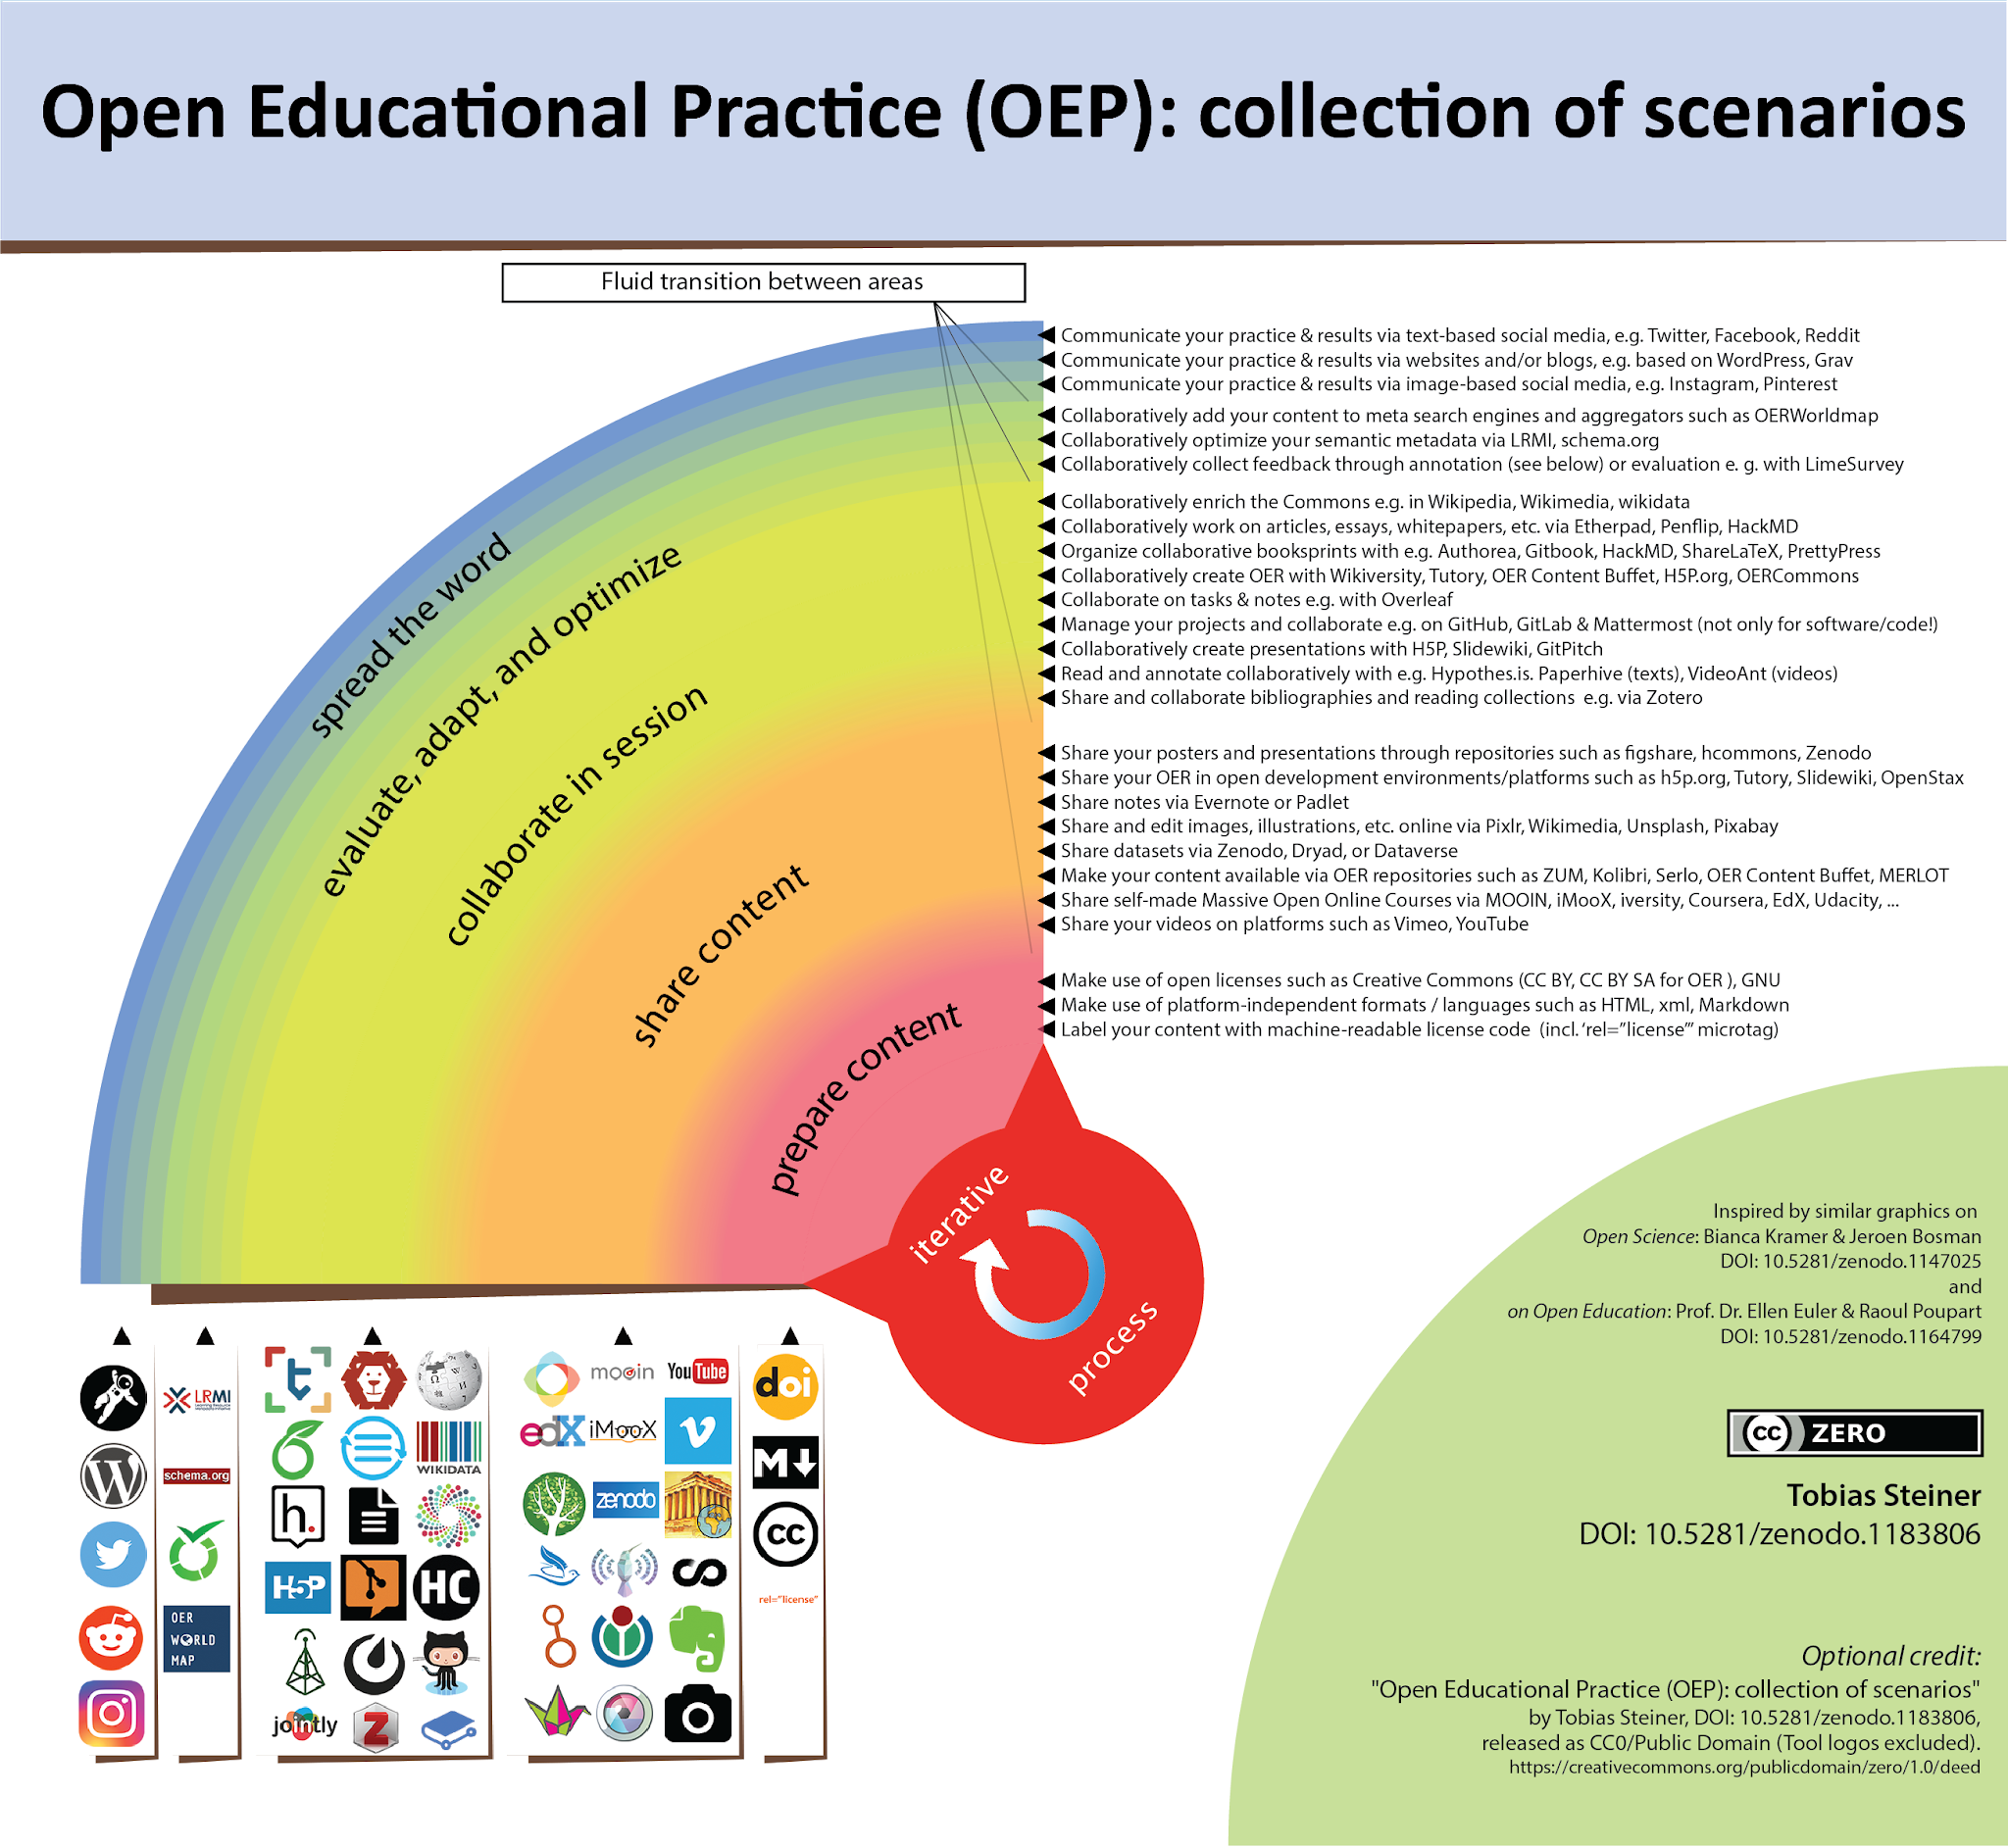 Open Educational Practice (OEP): collection of scenarios
Fluid transition between areas
Communicate your practice & results via text-based social media, e.g. Twitter, Facebook, Reddit
Communicate your practice & results via websites and/or blogs, e.g. based on WordPress, Grav
Communicate your practice & results via image-based social media, e.g. Instagram, Pinterest
Collaboratively add your content to meta search engines and aggregators such as OERWorldmap
Collaboratively optimize your semantic metadata via LRMI, schema.org
Collaboratively collect feedback through annotation (see below) or evaluation e. g. with LimeSurvey
Collaboratively enrich the Commons e.g. in Wikipedia, Wikimedia, wikidata
Collaboratively work on articles, essays, whitepapers, etc. via Etherpad, Penflip, HackMD
Organize collaborative booksprints with e.g. Authorea, Gitbook, HackMD, ShareLaTeX, PrettyPress
Collaboratively create OER with Wikiversity, Tutory, OER Content Buffet, H5P.org, OERCommons
Collaborate on tasks & notes e.g. with Overleaf
Manage your projects and collaborate e.g. on GitHub, GitLab & Mattermost (not only for software/code!)
Collaboratively create presentations with H5P, Slidewiki, GitPitch
Read and annotate collaboratively with e.g. Hypothes.is. Paperhive (texts), VideoAnt (videos)
Share and collaborate bibliographies and reading collections e.g. via Zotero
Share your posters and presentations through repositories such as figshare, hcommons, Zenodo
Share your OER in open development environments/platforms such as h5p.org, Tutory, Slidewiki, OpenStax
Share notes via Evernote or Padlet
Share and edit images, illustrations, etc. online via Pixlr, Wikimedia, Unsplash, Pixabay
Share datasets via Zenodo, Dryad, or Dataverse
Make your content available via OER repositories such as ZUM, Kolibri, Serlo, OER Content Buffet, MERLOT
Share self-made Massive Open Online Courses via MOOIN, iMooX, iversity, Coursera, EdX, Udacity, ...
Share your videos on platforms such as Vimeo, YouTube
Make use of open licenses such as Creative Commons (CC BY, CC BY SA for OER ), GNU
Make use of platform-independent formats / languages such as HTML, xml, Markdown
Label your content with machine-readable license code (incl. ‘rel=”license”’ microtag)
spread the word
evaluate, adapt, and optimize
collaborate in session
share content
prepare content
iterative
process
LRMI
schema.org
OER
WORLD
MAP
t
WIKIDATA
h.
H5P
HC
jointly
Z
mooin
YouTube
edX
iMooX
zenodo
doi
M
cc
rel="license"
Inspired by similar graphics on
Open Science: Bianca Kramer & Jeroen Bosman
DOI: 10.5281/zenodo.1147025
and
on Open Education: Prof. Dr. Ellen Euler & Raoul Poupart
DOI: 10.5281/zenodo.1164799
cc ZERO
Tobias Steiner
DOI: 10.5281/zenodo.1183806
Optional credit:
"Open Educational Practice (OEP): collection of scenarios"
by Tobias Steiner, DOI: 10.5281/zenodo.1183806,
released as CC0/Public Domain (Tool logos excluded).
https://creativecommons.org/publicdomain/zero/1.0/deed